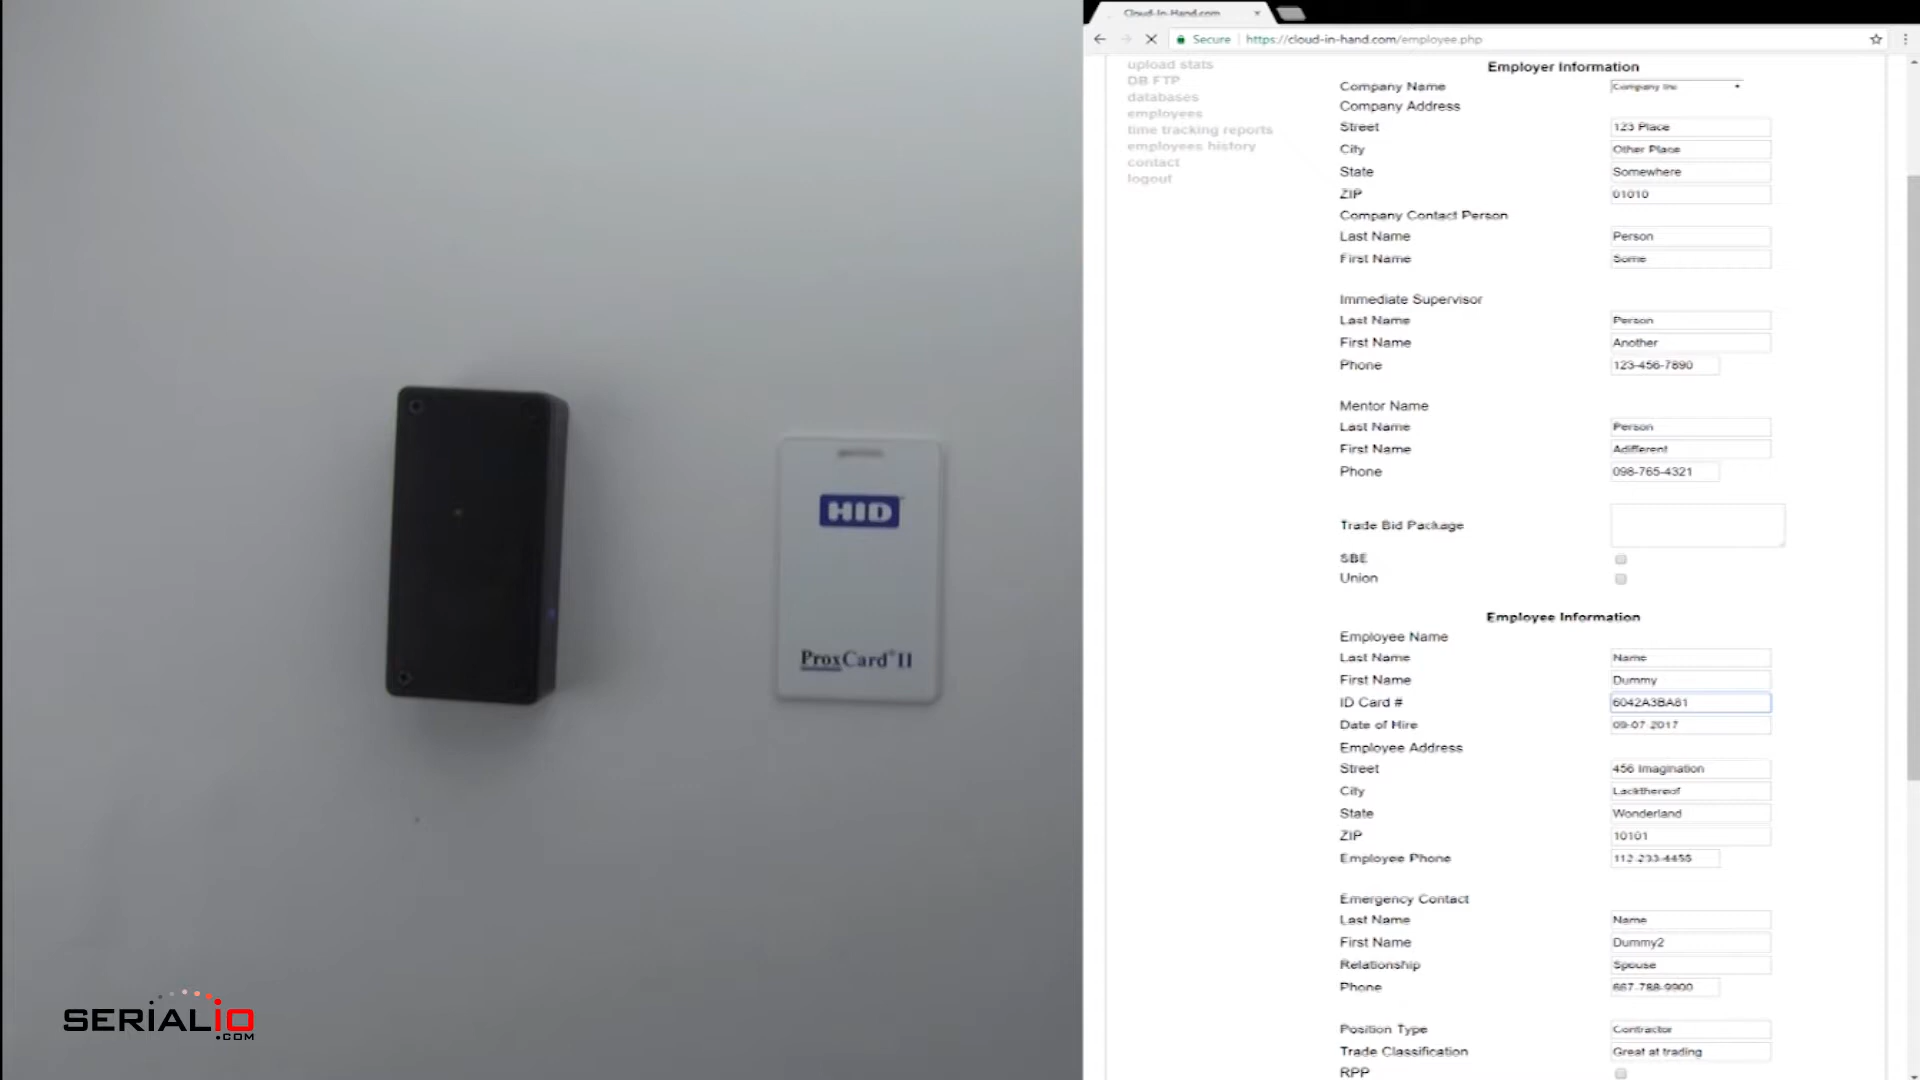 HID
ProxCard®II
SERIALIO
.COM
Cloud-In-Hand.com
Secure
https://cloud-in-hand.com/employee.php
upload stats
DB FTP
databases
employees
time tracking reports
employees history
contact
logout
Employer Information
Company Name Company Inc
Company Address
Street 123 Place
City Other Place
State Somewhere
ZIP 01010
Company Contact Person
Last Name Person
First Name Some
Immediate Supervisor
Last Name Person
First Name Another
Phone 123-456-7890
Mentor Name
Last Name Person
First Name Adifferent
Phone 098-765-4321
Trade Bid Package
SBE
Union
Employee Information
Employee Name
Last Name Name
First Name Dummy
ID Card # 6042A3BA81
Date of Hire 09-07-2017
Employee Address
Street 456 Imagination
City Lackthereof
State Wonderland
ZIP 10101
Employee Phone 112-233-4455
Emergency Contact
Last Name Name
First Name Dummy2
Relationship Spouse
Phone 667-788-9900
Position Type Contractor
Trade Classification Great at trading
RPP